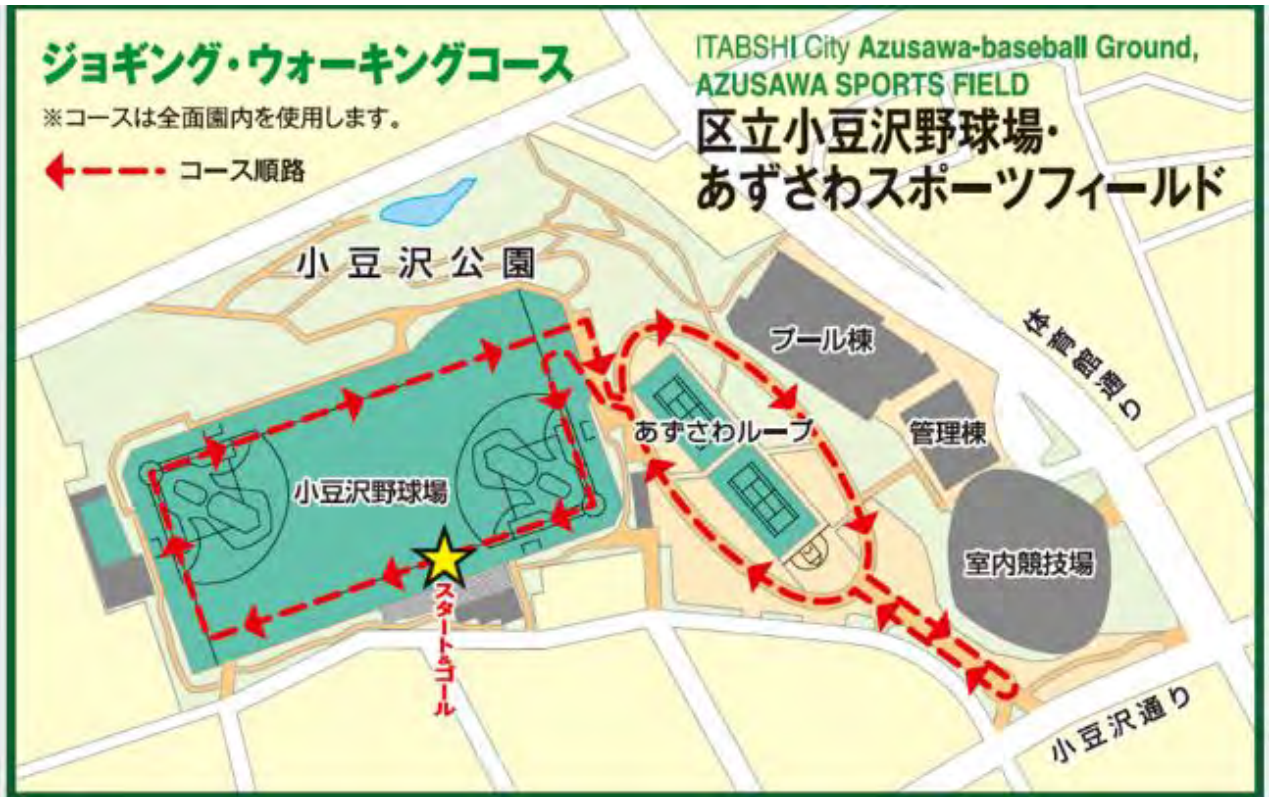 ジョギング・ウォーキングコース
※コースは全面園内を使用します。
コース順路
ITABSHI City Azusawa-baseball Ground,
AZUSAWA SPORTS FIELD
区立小豆沢野球場・
あずさわスポーツフィールド
小豆沢公園
プール棟
体育館通り
あずさわループ
管理棟
小豆沢野球場
室内競技場
スタート&ゴール
小豆沢通り